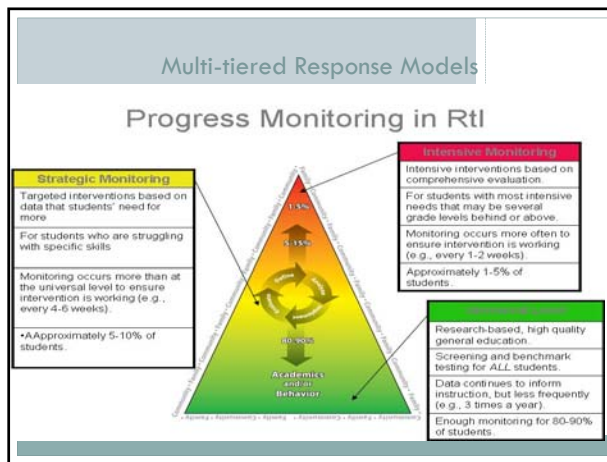 Multi-tiered Response Models
Progress Monitoring in RtI
Strategic Monitoring
Targeted interventions based on
data that students' need for
more
For students who are struggling
with specific skills
Monitoring occurs more than at
the universal level to ensure
intervention is working (e.g.,
every 4-6 weeks).
•AApproximately 5-10% of
students.
Intensive Monitoring
Intensive interventions based on
comprehensive evaluation.
For students with most intensive
needs that may be several
grade levels behind or above.
Monitoring occurs more often to
ensure intervention is working
(e.g., every 1-2 weeks).
Approximately 1-5% of
students.
Research-based, high quality
general education.
Screening and benchmark
testing for ALL students.
Data continues to inform
instruction, but less frequently
(e.g., 3 times a year).
Enough monitoring for 80-90%
of students.
1-5%
5-15%
80-90%
Academics
and/or
Behavior
Community • Family • Community • Family • Community • Family